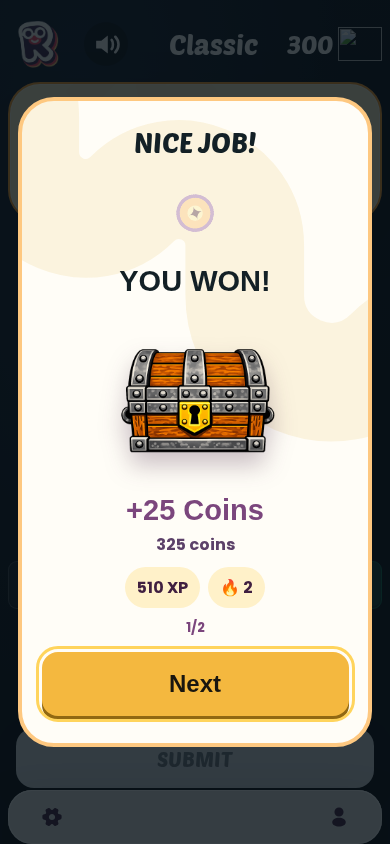 Classic
300
NICE JOB!
YOU WON!
+25 Coins
325 coins
510 XP
🔥 2
1/2
Next
SUBMIT